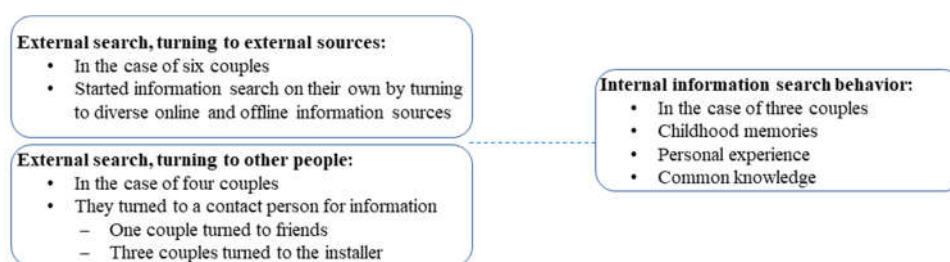 External search, turning to external sources:
• In the case of six couples
• Started information search on their own by turning
to diverse online and offline information sources
External search, turning to other people:
• In the case of four couples
• They turned to a contact person for information
– One couple turned to friends
– Three couples turned to the installer
Internal information search behavior:
• In the case of three couples
• Childhood memories
• Personal experience
• Common knowledge